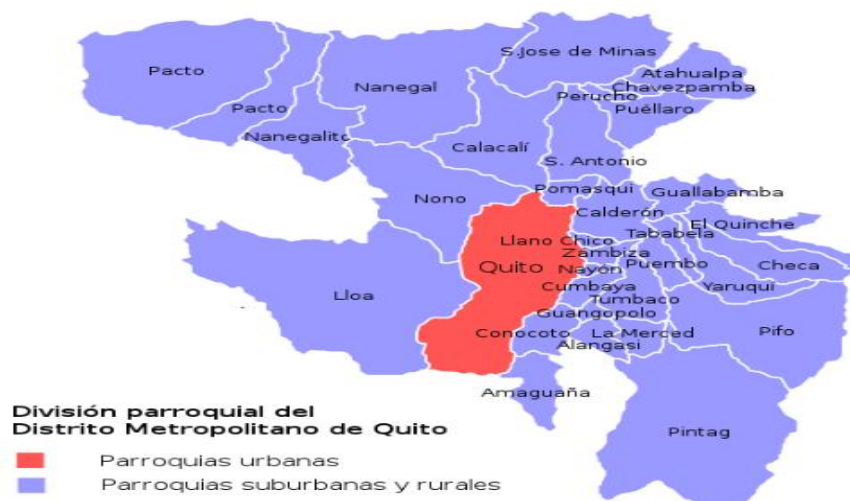 S.Jose de Minas
Pacto
Atahualpa
Nanegal
Chavezpamba
Perucho
Pacto
Puéllaro
Nanegalito
Calacalí
S. Antonio
Pomasqui
Guallabamba
Nono
Calderón
El Quinche
Tababela
Llano Chico
Zambiza
Quito
Nayón
Puembo
Checa
Cumbaya
Yaruqui
Lloa
Tumbaco
Guangopolo
Conocoto
La Merced
Pifo
Alangasi
Amaguaña
División parroquial del
Distrito Metropolitano de Quito
Pintag
Parroquias urbanas
Parroquias suburbanas y rurales